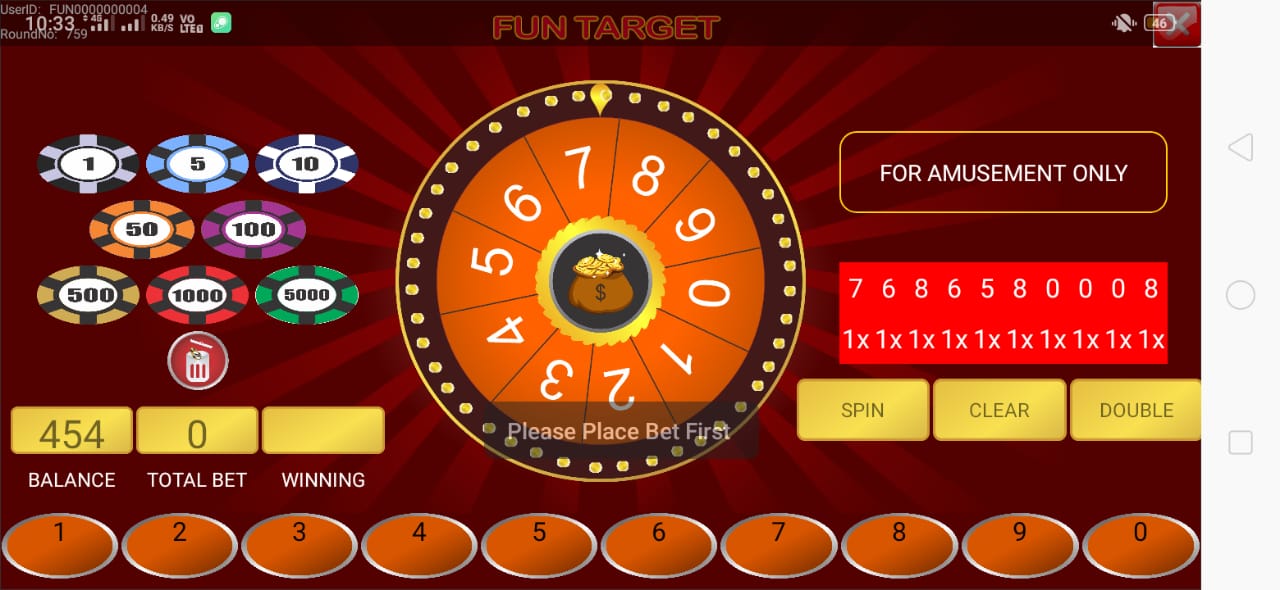 UserID: FUN0000000004
10:33 4G 0.49 KB/S VO LTE
46
RoundNo: 759
FUN TARGET
1 5 10
50 100
500 1000 5000
7 8 9 0 1 2 3 4 5 6
$
FOR AMUSEMENT ONLY
7 6 8 6 5 8 0 0 0 8
1x 1x 1x 1x 1x 1x 1x 1x 1x 1x
SPIN CLEAR DOUBLE
454 0
Please Place Bet First
BALANCE TOTAL BET WINNING
1 2 3 4 5 6 7 8 9 0